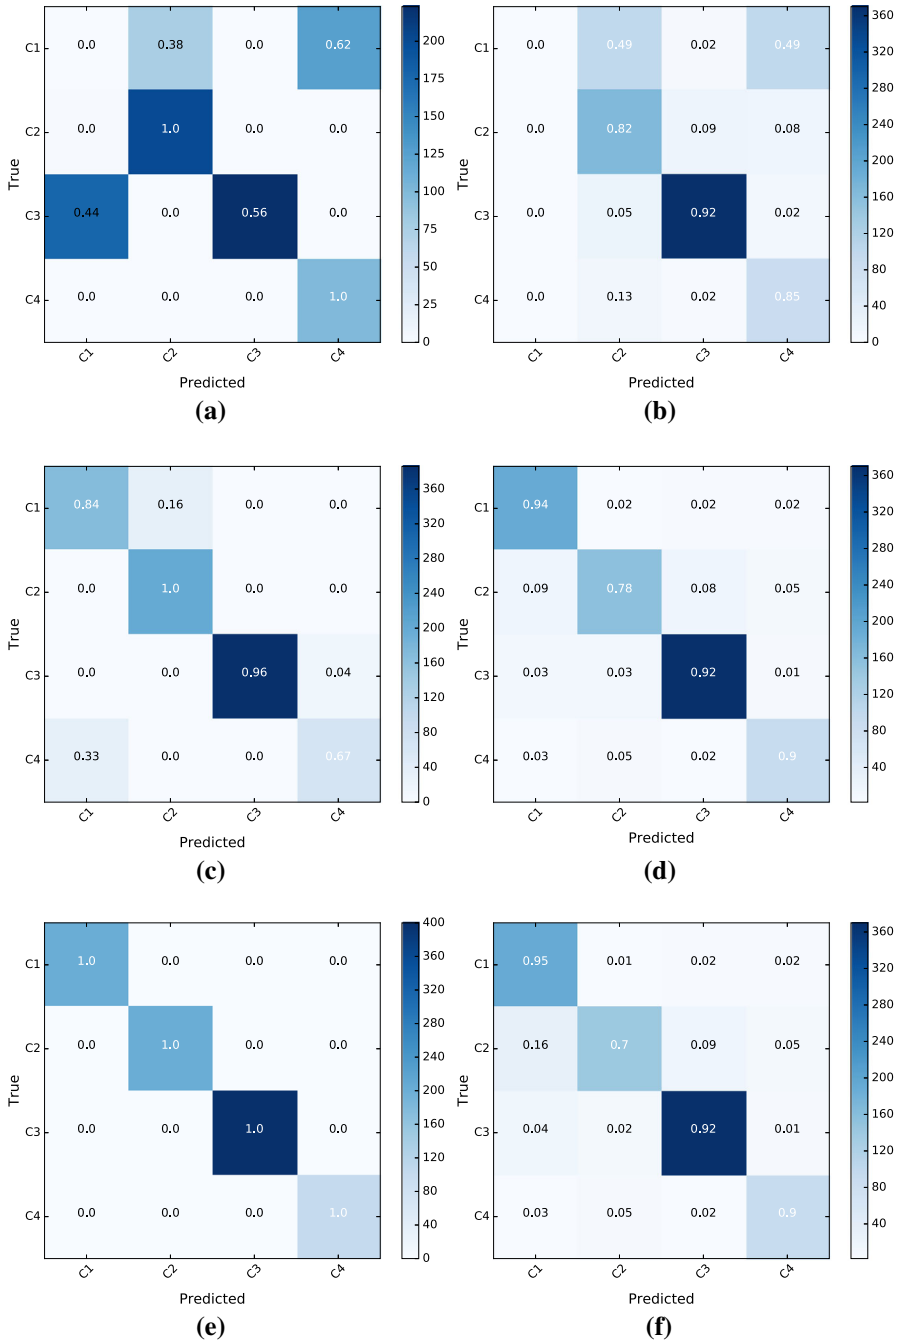 C1 0.0 0.38 0.0 0.62
C2 0.0 1.0 0.0 0.0
C3 0.44 0.0 0.56 0.0
C4 0.0 0.0 0.0 1.0
True
C1 C2 C3 C4
Predicted
200
175
150
125
100
75
50
25
0
(a)
C1 0.0 0.49 0.02 0.49
C2 0.0 0.82 0.09 0.08
C3 0.0 0.05 0.92 0.02
C4 0.0 0.13 0.02 0.85
True
C1 C2 C3 C4
Predicted
360
320
280
240
200
160
120
80
40
0
(b)
C1 0.84 0.16 0.0 0.0
C2 0.0 1.0 0.0 0.0
C3 0.0 0.0 0.96 0.04
C4 0.33 0.0 0.0 0.67
True
C1 C2 C3 C4
Predicted
360
320
280
240
200
160
120
80
40
0
(c)
C1 0.94 0.02 0.02 0.02
C2 0.09 0.78 0.08 0.05
C3 0.03 0.03 0.92 0.01
C4 0.03 0.05 0.02 0.9
True
C1 C2 C3 C4
Predicted
360
320
280
240
200
160
120
80
40
(d)
C1 1.0 0.0 0.0 0.0
C2 0.0 1.0 0.0 0.0
C3 0.0 0.0 1.0 0.0
C4 0.0 0.0 0.0 1.0
True
C1 C2 C3 C4
Predicted
400
360
320
280
240
200
160
120
80
40
0
(e)
C1 0.95 0.01 0.02 0.02
C2 0.16 0.7 0.09 0.05
C3 0.04 0.02 0.92 0.01
C4 0.03 0.05 0.02 0.9
True
C1 C2 C3 C4
Predicted
360
320
280
240
200
160
120
80
40
(f)